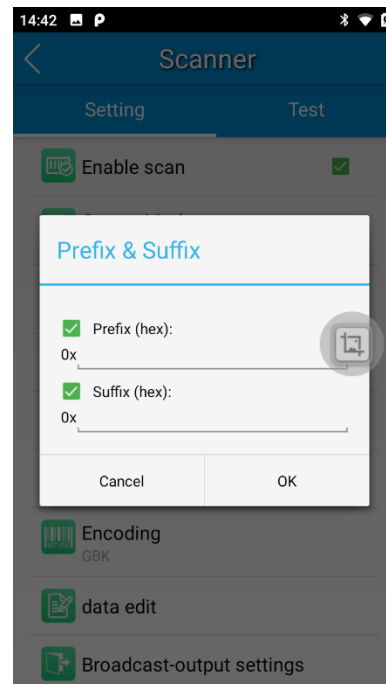 14:42
Scanner
Setting Test
Enable scan
Prefix & Suffix
Prefix (hex):
0x
Suffix (hex):
0x
Cancel OK
Encoding
GBK
data edit
Broadcast-output settings